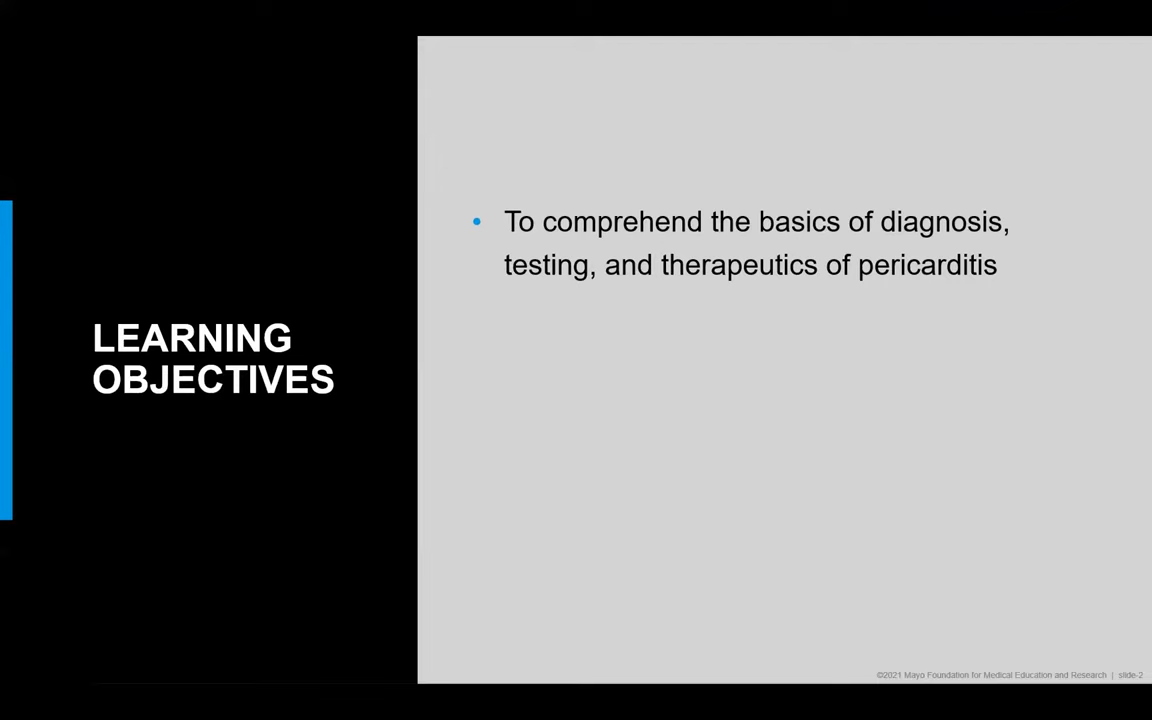 LEARNING
OBJECTIVES
• To comprehend the basics of diagnosis,
testing, and therapeutics of pericarditis
©2021 Mayo Foundation for Medical Education and Research | slide-2